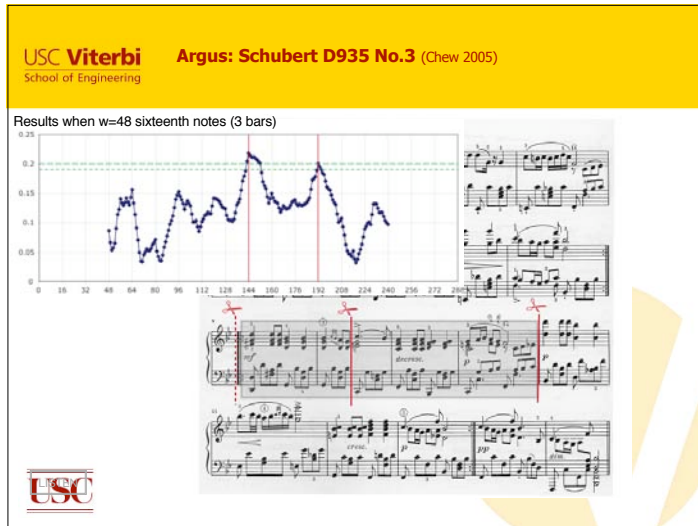 USC Viterbi
School of Engineering
Argus: Schubert D935 No.3 (Chew 2005)
Results when w=48 sixteenth notes (3 bars)
0.25
0.2
0.15
0.1
0.05
0
0 16 32 48 64 80 96 112 128 144 160 176 192 208 224 240 256 272 288
p
mf
decresc.
p
cresc.
p
pp
dim.
USC